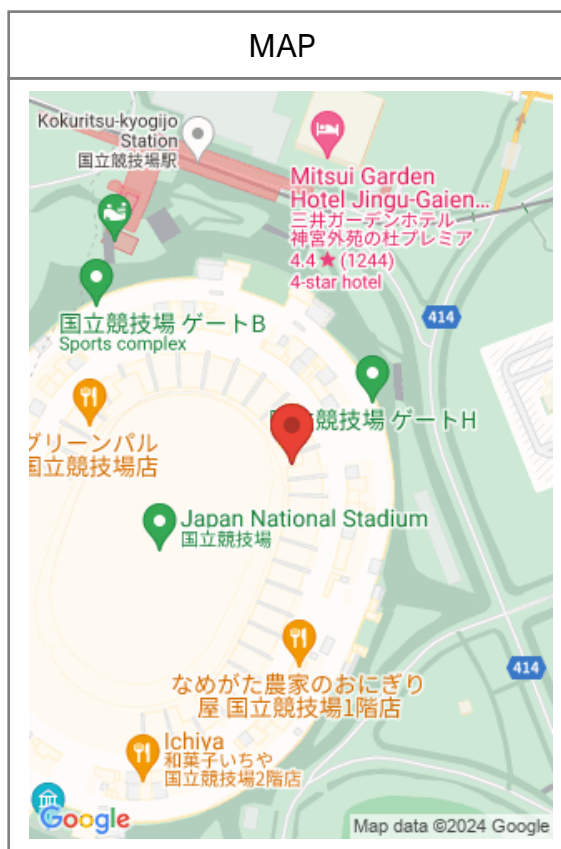 MAP
Kokuritsu-kyogijo
Station
国立競技場駅
Mitsui Garden
Hotel Jingu-Gaien...
三井ガーデンホテル
神宮外苑の杜プレミア
4.4 ★ (1244)
4-star hotel
国立競技場 ゲートB
Sports complex
414
競技場 ゲートH
グリーンパル
国立競技場店
Japan National Stadium
国立競技場
なめがた農家のおにぎり
屋 国立競技場1階店
414
Ichiya
和菓子いちや
国立競技場2階店
Google
Map data ©2024 Google